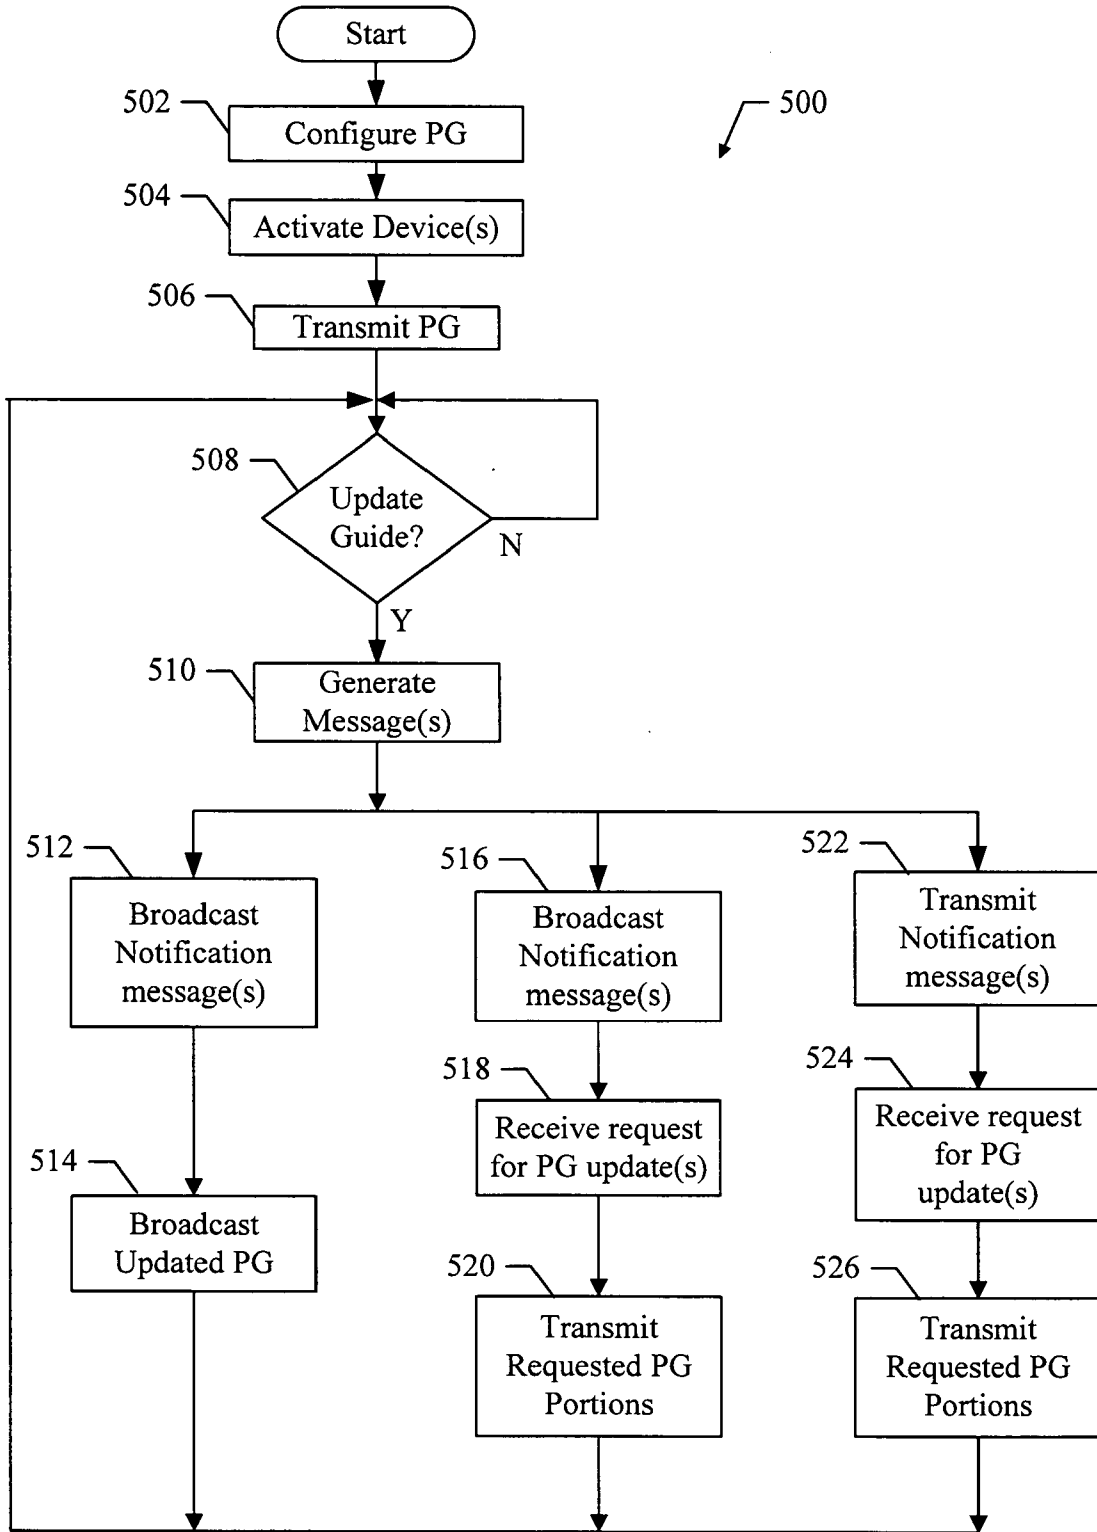 Start
502
Configure PG
500
504
Activate Device(s)
506
Transmit PG
508
Update
Guide?
N
Y
510
Generate
Message(s)
512
Broadcast
Notification
message(s)
514
Broadcast
Updated PG
516
Broadcast
Notification
message(s)
518
Receive request
for PG update(s)
520
Transmit
Requested PG
Portions
522
Transmit
Notification
message(s)
524
Receive request
for PG
update(s)
526
Transmit
Requested PG
Portions